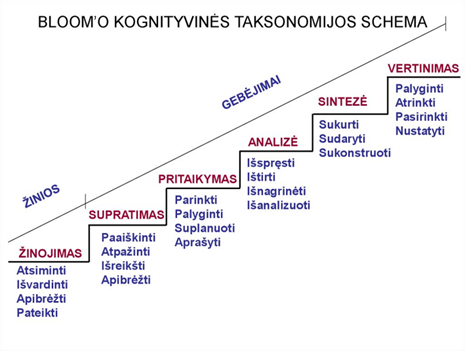 BLOOM'O KOGNITYVINĖS TAKSONOMIJOS SCHEMA
ŽINIOS
GEBĖJIMAI
ŽINOJIMAS
Atsiminti
Išvardinti
Apibrėžti
Pateikti
SUPRATIMAS
Paaiškinti
Atpažinti
Išreikšti
Apibrėžti
PRITAIKYMAS
Parinkti
Palyginti
Suplanuoti
Aprašyti
ANALIZĖ
Išspręsti
Ištirti
Išnagrinėti
Išanalizuoti
SINTEZĖ
Sukurti
Sudaryti
Sukonstruoti
VERTINIMAS
Palyginti
Atrinkti
Pasirinkti
Nustatyti